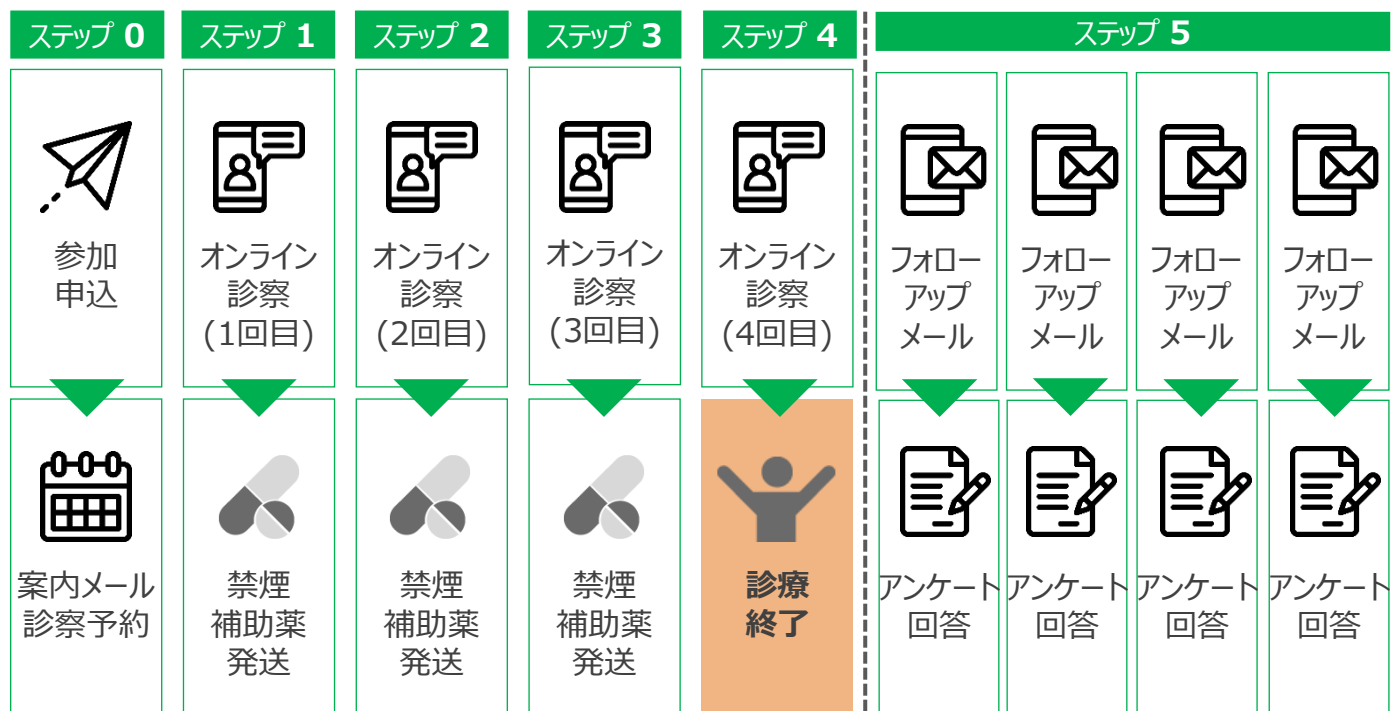 ステップ 0
参加
申込
案内メール
診察予約
ステップ 1
オンライン
診察
(1回目)
禁煙
補助薬
発送
ステップ 2
オンライン
診察
(2回目)
禁煙
補助薬
発送
ステップ 3
オンライン
診察
(3回目)
禁煙
補助薬
発送
ステップ 4
オンライン
診察
(4回目)
診療
終了
ステップ 5
フォロー
アップ
メール
アンケート
回答
フォロー
アップ
メール
アンケート
回答
フォロー
アップ
メール
アンケート
回答
フォロー
アップ
メール
アンケート
回答